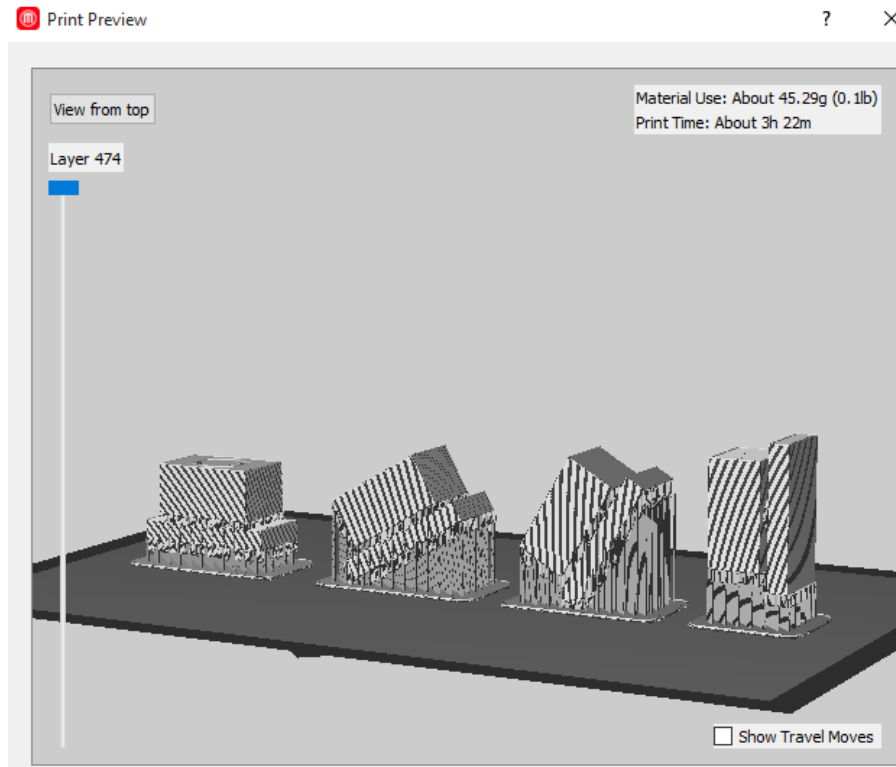 Print Preview
View from top
Material Use: About 45.29g (0.1lb)
Print Time: About 3h 22m
Layer 474
Show Travel Moves